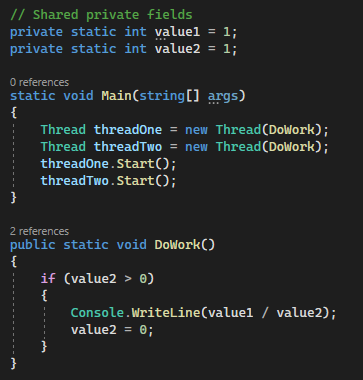 // Shared private fields
private static int value1 = 1;
private static int value2 = 1;
0 references
static void Main(string[] args)
{
Thread threadOne = new Thread(DoWork);
Thread threadTwo = new Thread(DoWork);
threadOne.Start();
threadTwo.Start();
}
2 references
public static void DoWork()
{
if (value2 > 0)
{
Console.WriteLine(value1 / value2);
value2 = 0;
}
}